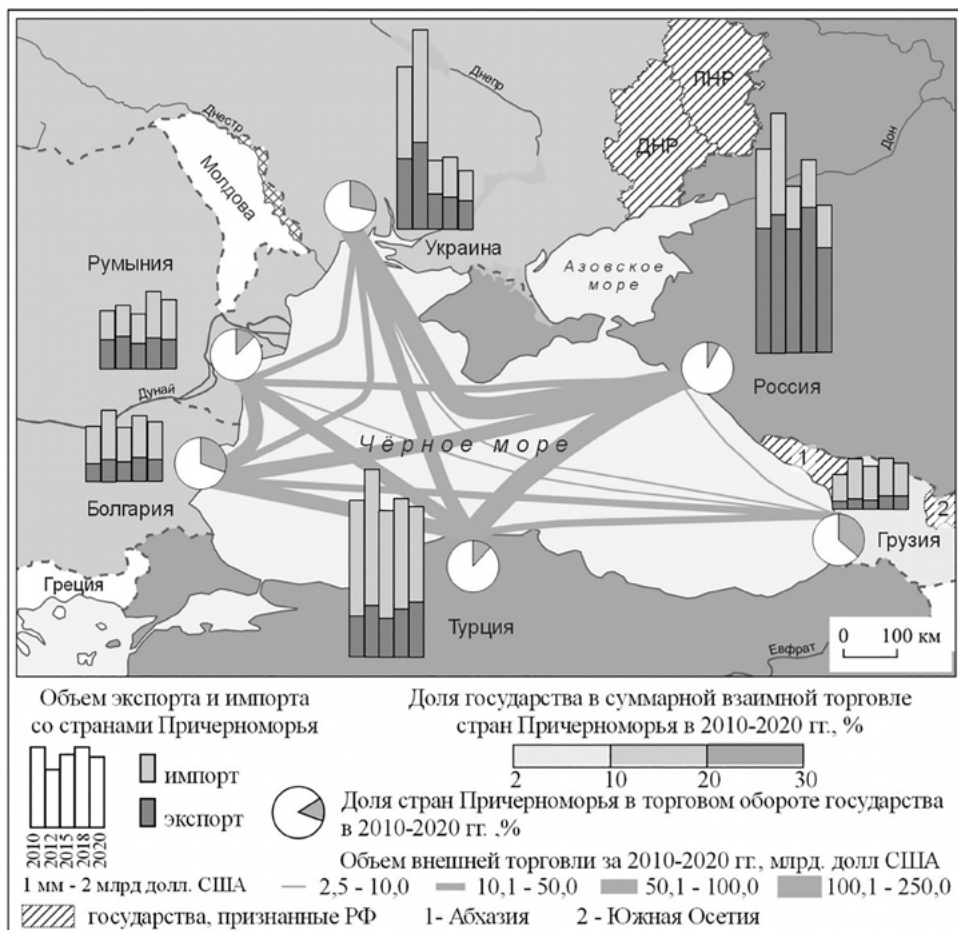 Днепр
ЛНР
Днестр
ДНР
Дон
Молдова
Украина
Румыния
Азовское
море
Россия
Дунай
Чёрное море
1
2
Болгария
Грузия
Греция
Турция
0 100 км
Евфрат
Объем экспорта и импорта
со странами Причерноморья
импорт
экспорт
2010
2012
2015
2018
2020
1 мм - 2 млрд долл. США
Доля государства в суммарной взаимной торговле
стран Причерноморья в 2010-2020 гг., %
2 10 20 30
Доля стран Причерноморья в торговом обороте государства
в 2010-2020 гг. ,%
Объем внешней торговли за 2010-2020 гг., млрд. долл США
2,5 - 10,0 10,1 - 50,0 50,1 - 100,0 100,1 - 250,0
государства, признанные РФ 1- Абхазия 2 - Южная Осетия